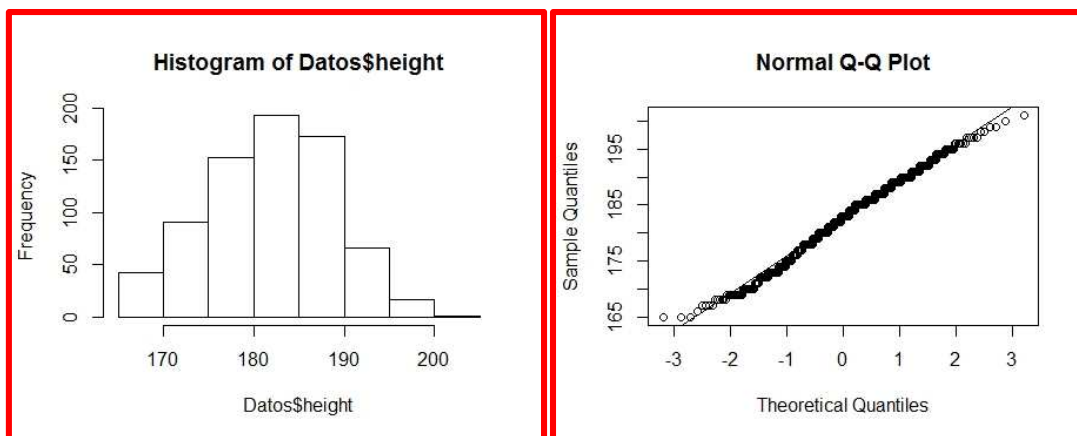 Histogram of Datos$height
Frequency
0 50 100 150 200
170 180 190 200
Datos$height
Normal Q-Q Plot
Sample Quantiles
165 175 185 195
-3 -2 -1 0 1 2 3
Theoretical Quantiles